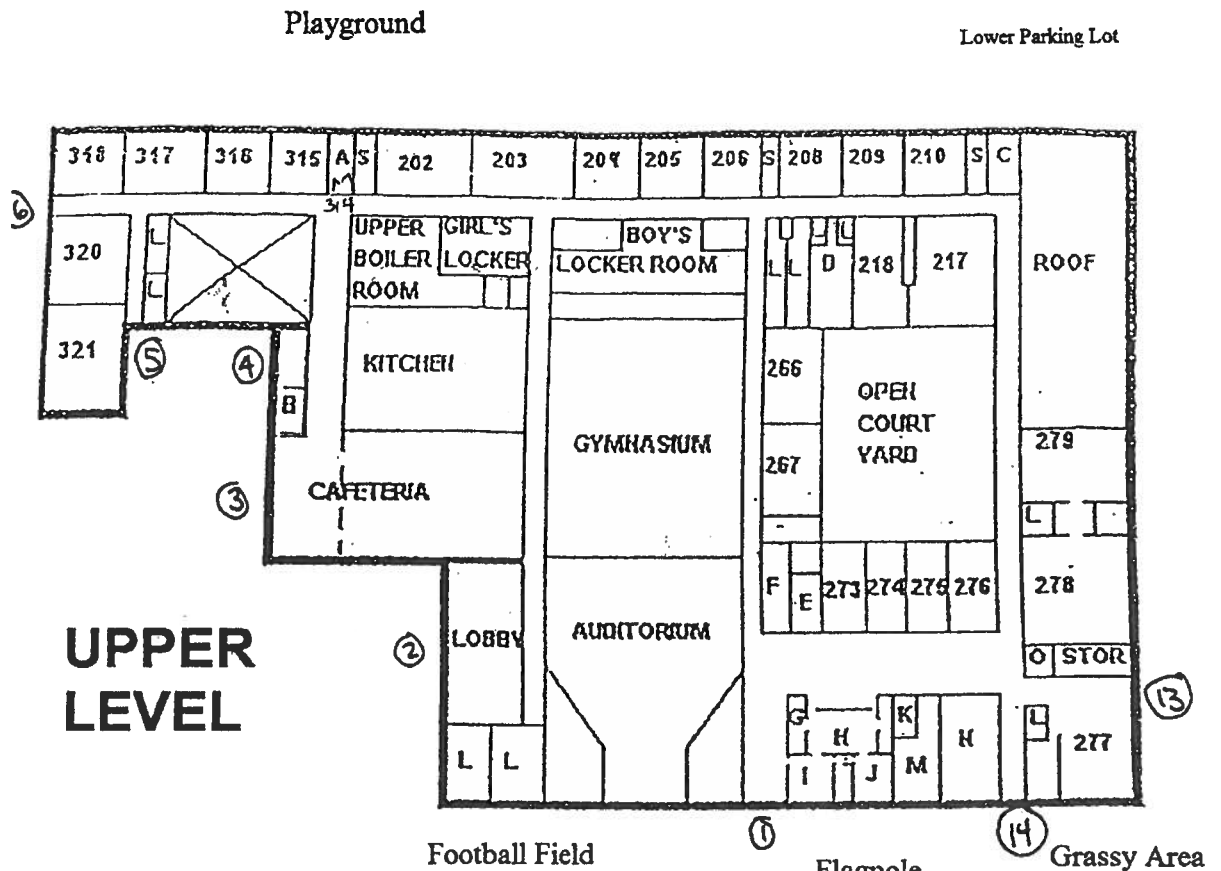 Playground
Lower Parking Lot
318 317 316 315 A S 202 203 204 205 206 S 208 209 210 S C
314
6
320
L
L
UPPER BOILER ROOM
GIRL'S LOCKER
BOY'S LOCKER ROOM
L L L L D 218 217
ROOF
321
5
4
B
KITCHEN
GYMNASIUM
266
OPEN COURT YARD
267
279
3
CAFETERIA
L
F E 273 274 275 276
278
UPPER LEVEL
2
LOBBY
AUDITORIUM
O STOR
13
L L
G H K
I J M N
L 277
1
14
Football Field
Flagpole
Grassy Area